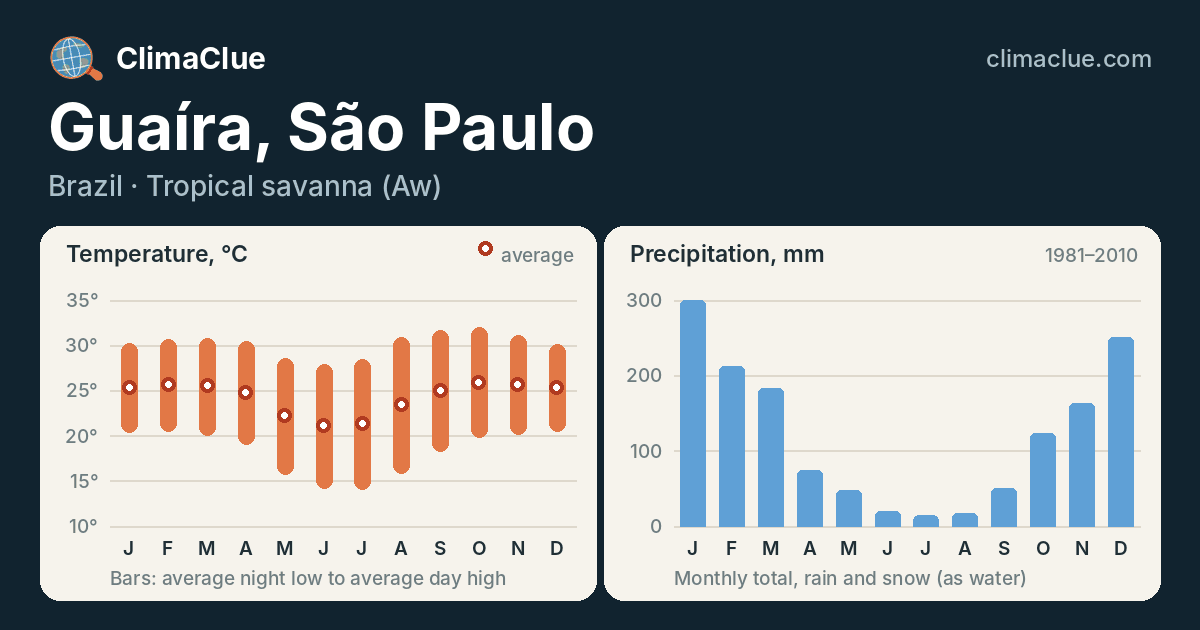 ClimaClue
climaclue.com
Guaíra, São Paulo
Brazil · Tropical savanna (Aw)
Temperature, °C
average
35°
30°
25°
20°
15°
10°
J F M A M J J A S O N D
Bars: average night low to average day high
Precipitation, mm
1981–2010
300
200
100
0
J F M A M J J A S O N D
Monthly total, rain and snow (as water)